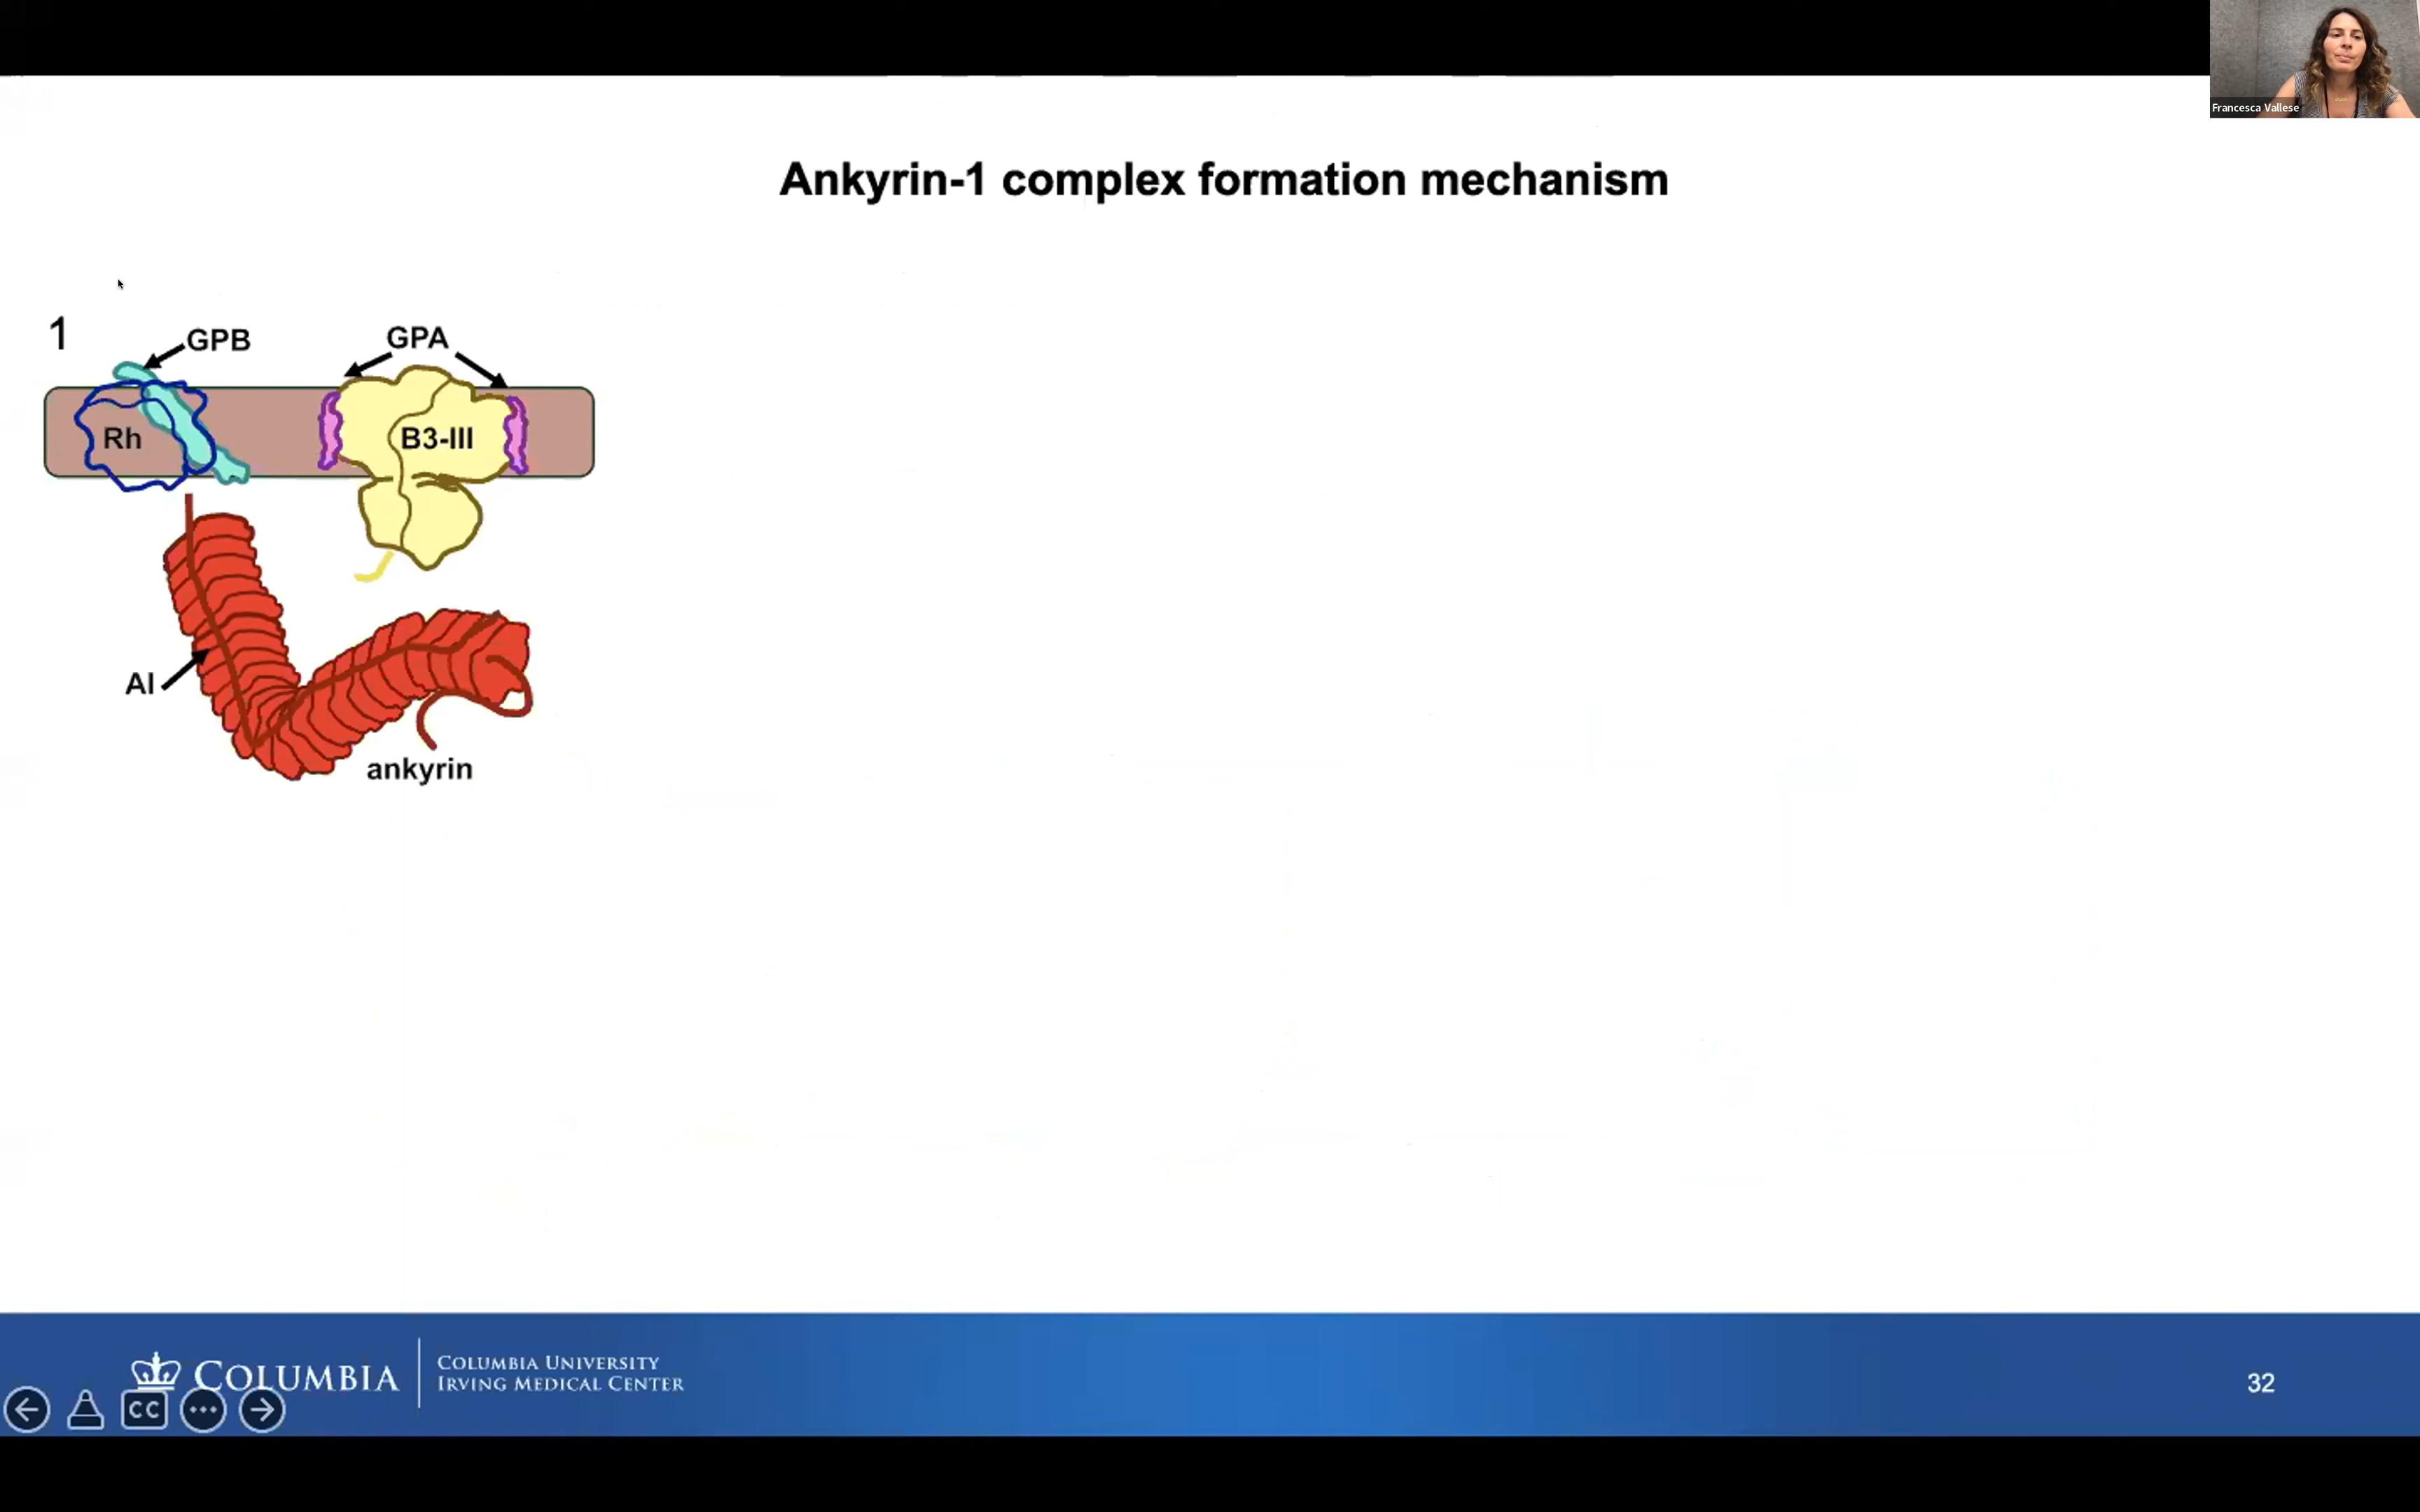 Francesca Vallese
Ankyrin-1 complex formation mechanism
1
GPB
GPA
Rh
B3-III
AI
ankyrin
COLUMBIA
COLUMBIA UNIVERSITY
IRVING MEDICAL CENTER
CC
32